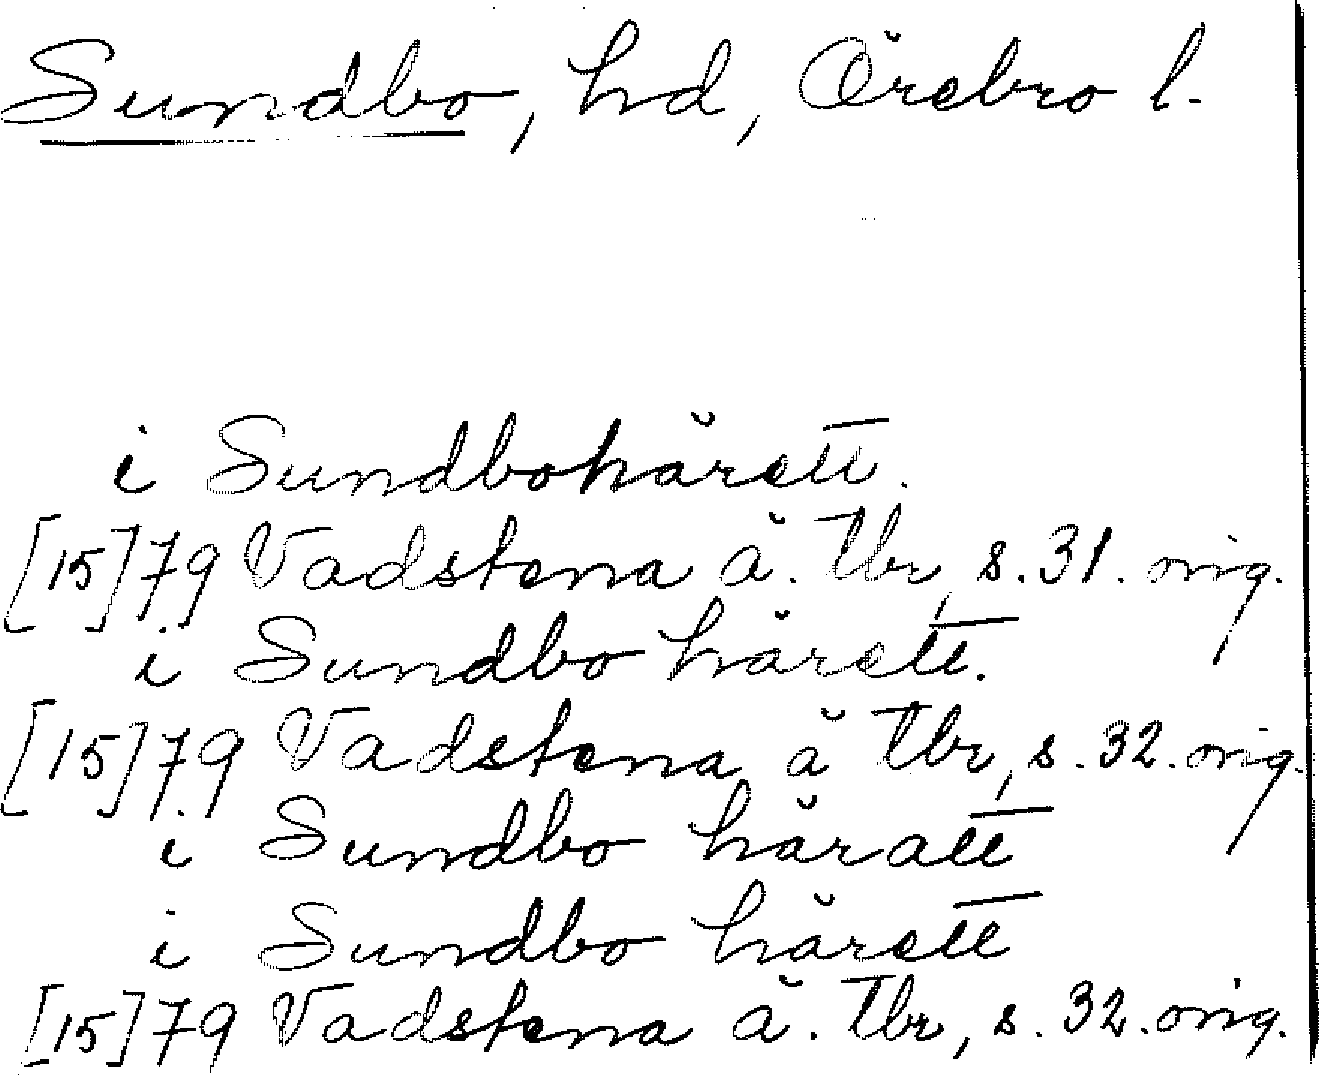 Sundbo, hd, Örebro l.
i Sundbohärett.
[15]79 Vadstena ä. tbr, s. 31. orig.
i Sundbo härett.
[15]79 Vadstena ä tbr, s. 32. orig.
i Sundbo häratt
i Sundbo härett
[15]79 Vadstena ä. tbr, s. 32. orig.